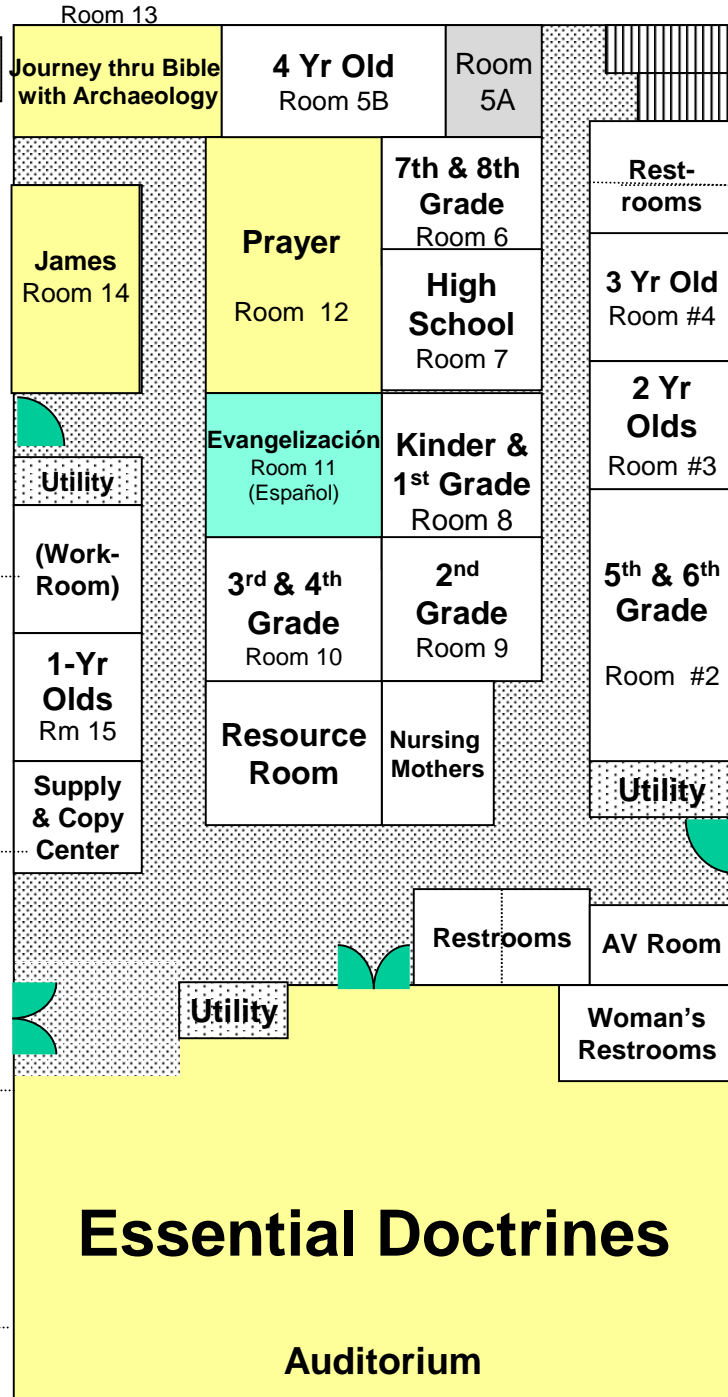 Room 13
Journey thru Bible
with Archaeology
4 Yr Old
Room 5B
Room
5A
7th & 8th
Grade
Room 6
Rest-
rooms
Prayer
Room 12
James
Room 14
High
School
Room 7
3 Yr Old
Room #4
2 Yr
Olds
Room #3
Evangelización
Room 11
(Español)
Kinder &
1st Grade
Room 8
Utility
(Work-
Room)
3rd & 4th
Grade
Room 10
2nd
Grade
Room 9
5th & 6th
Grade
Room #2
1-Yr
Olds
Rm 15
Resource
Room
Nursing
Mothers
Utility
Supply
& Copy
Center
Restrooms
AV Room
Utility
Woman’s
Restrooms
Essential Doctrines
Auditorium